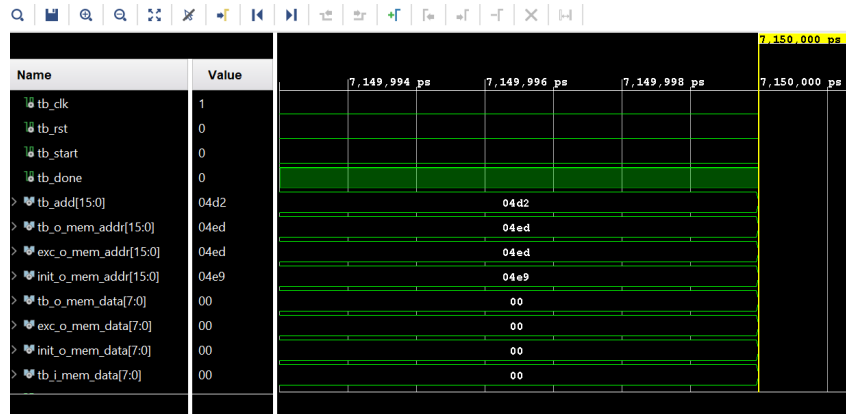 7,150,000 ps
Name Value
7,149,994 ps 7,149,996 ps 7,149,998 ps 7,150,000 ps
tb_clk 1
tb_rst 0
tb_start 0
tb_done 0
tb_add[15:0] 04d2 04d2
tb_o_mem_addr[15:0] 04ed 04ed
exc_o_mem_addr[15:0] 04ed 04ed
init_o_mem_addr[15:0] 04e9 04e9
tb_o_mem_data[7:0] 00 00
exc_o_mem_data[7:0] 00 00
init_o_mem_data[7:0] 00 00
tb_i_mem_data[7:0] 00 00